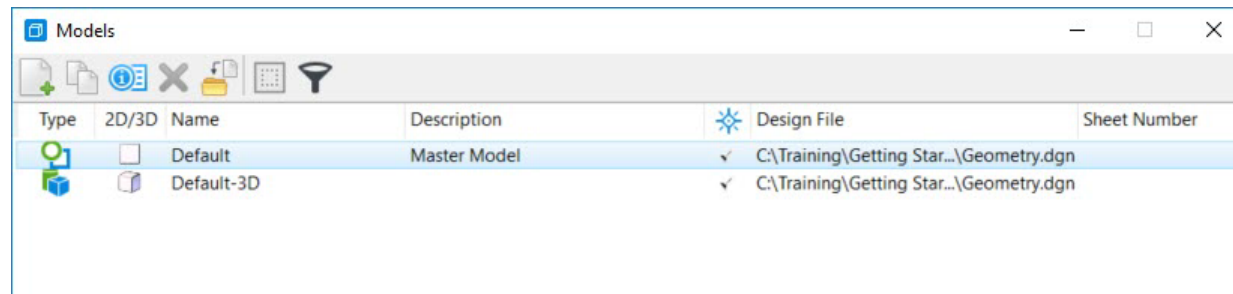 Models
Type 2D/3D Name Description Design File Sheet Number
Default Master Model C:\Training\Getting Star...\Geometry.dgn
Default-3D C:\Training\Getting Star...\Geometry.dgn